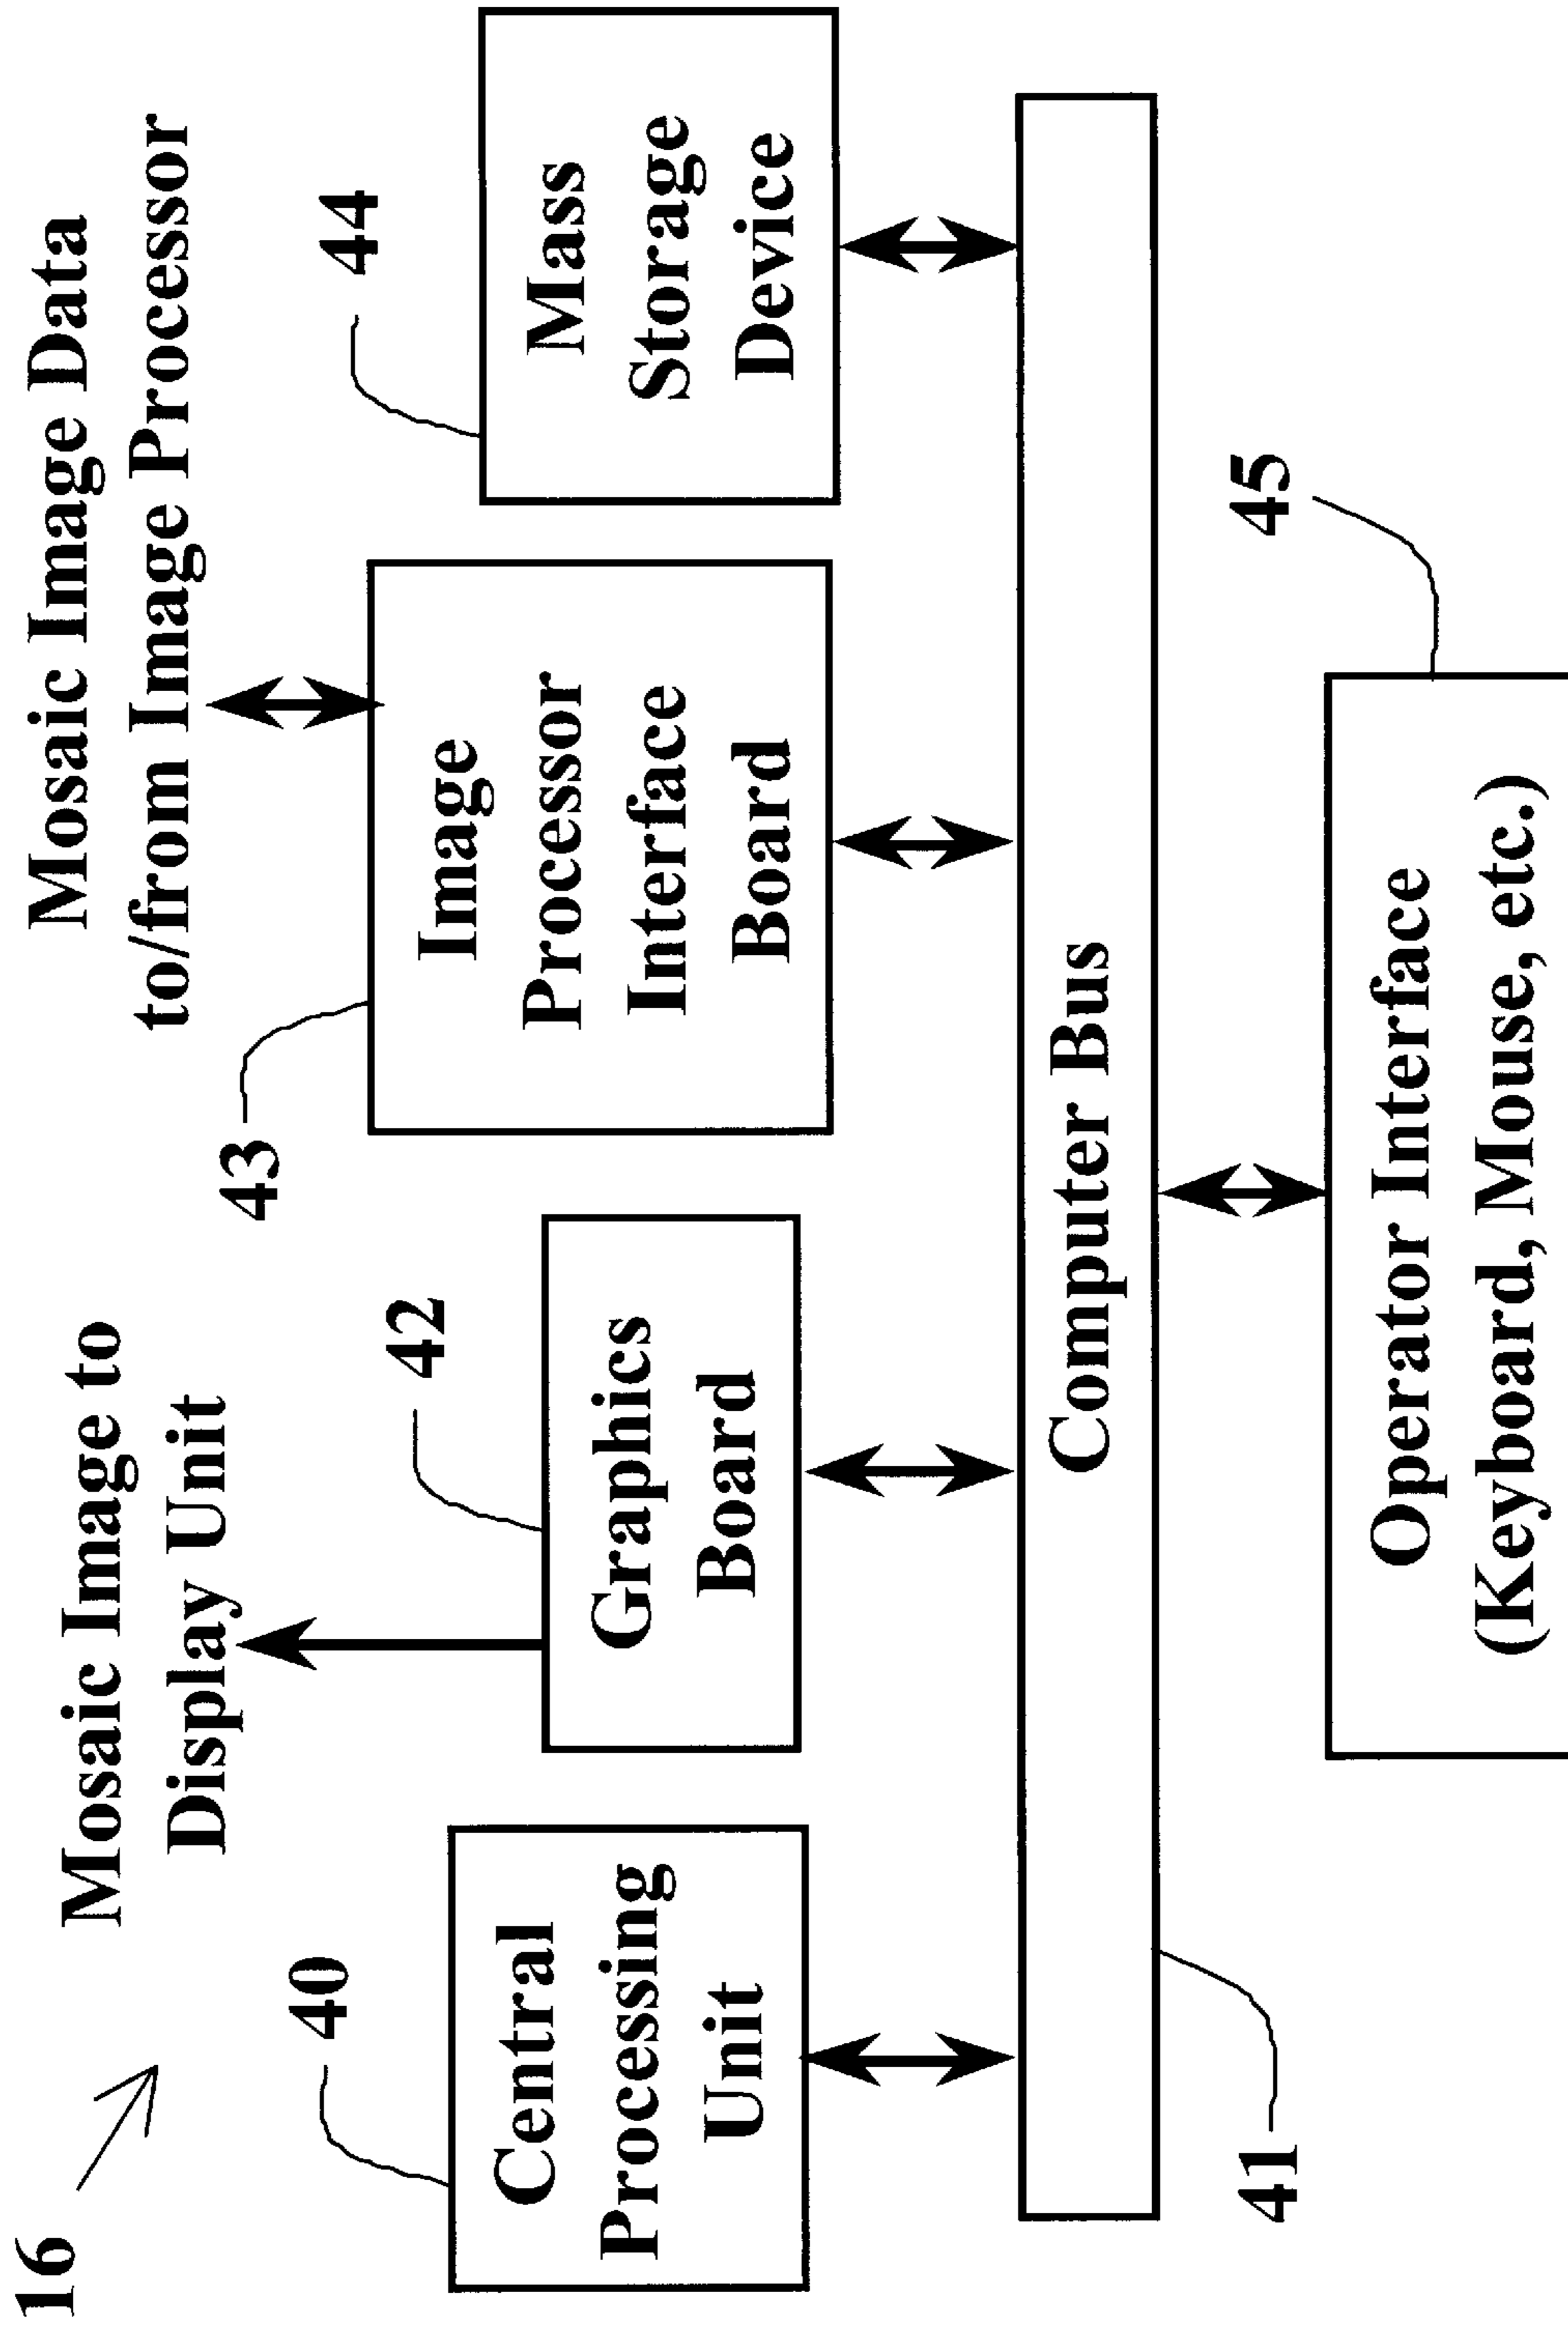 16
Mosaic Image to
Display Unit
Mosaic Image Data
to/from Image Processor
40
42
43
44
Central
Processing
Unit
Graphics
Board
Image
Processor
Interface
Board
Mass
Storage
Device
Computer Bus
41
45
Operator Interface
(Keyboard, Mouse, etc.)